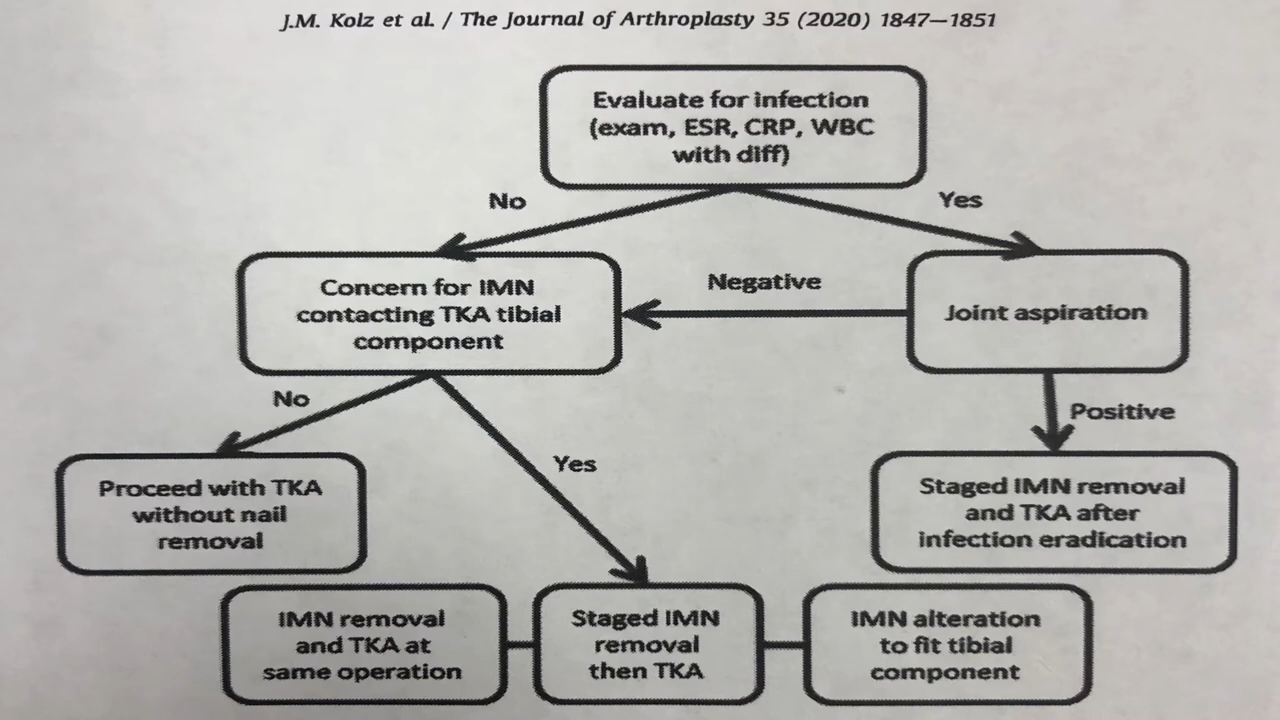 J.M. Kolz et al. / The Journal of Arthroplasty 35 (2020) 1847—1851
Evaluate for infection
(exam, ESR, CRP, WBC
with diff)
No
Yes
Concern for IMN
contacting TKA tibial
component
Negative
Joint aspiration
No
Yes
Positive
Proceed with TKA
without nail
removal
Staged IMN removal
and TKA after
infection eradication
IMN removal
and TKA at
same operation
Staged IMN
removal
then TKA
IMN alteration
to fit tibial
component